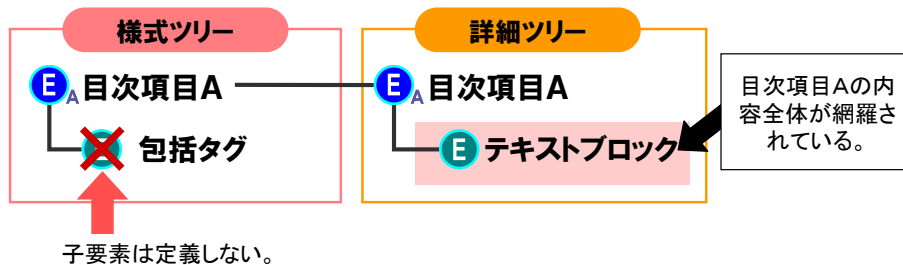 様式ツリー
詳細ツリー
E A 目次項目A
E A 目次項目A
包括タグ
E テキストブロック
目次項目Aの内
容全体が網羅さ
れている。
子要素は定義しない。